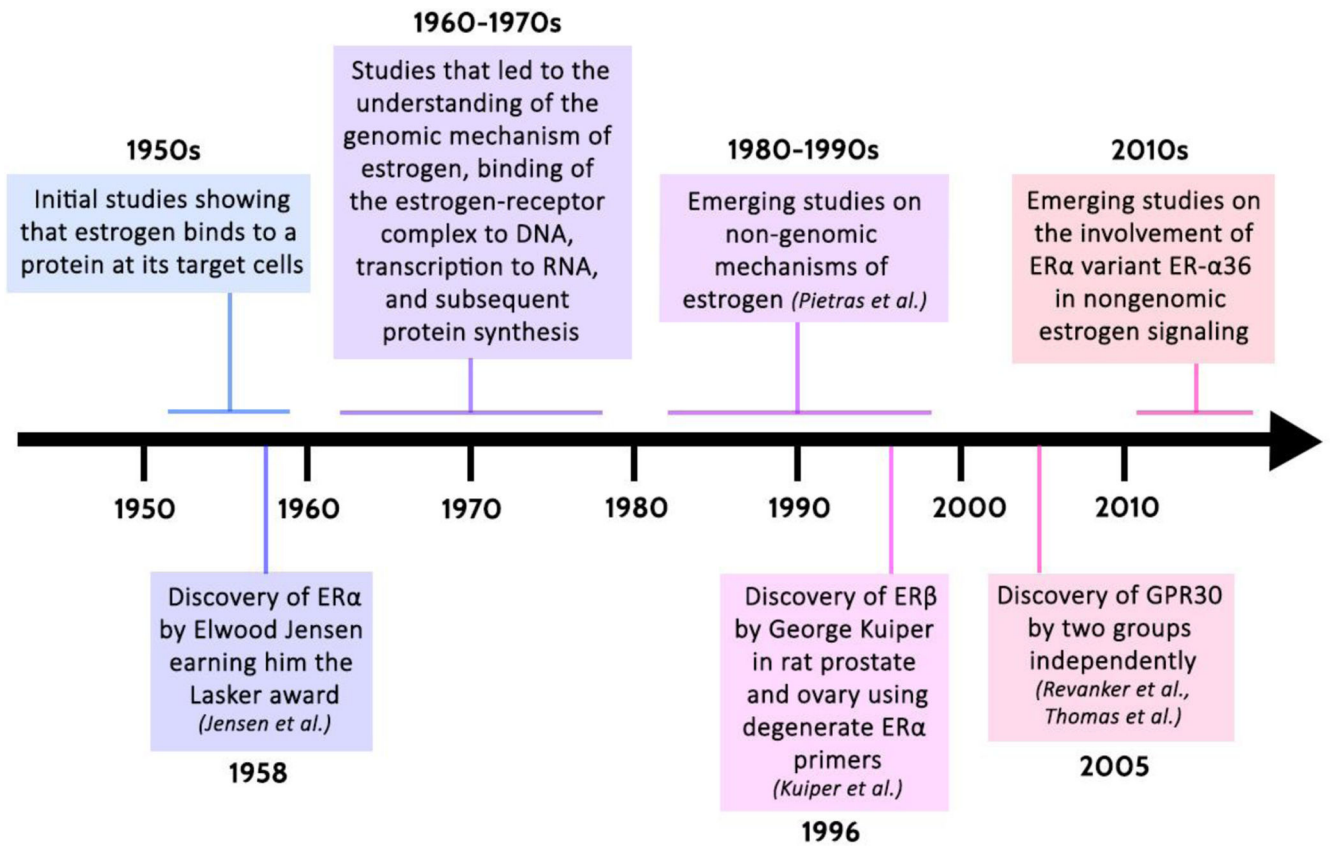 1950s
Initial studies showing
that estrogen binds to a
protein at its target cells
1960-1970s
Studies that led to the
understanding of the
genomic mechanism of
estrogen, binding of
the estrogen-receptor
complex to DNA,
transcription to RNA,
and subsequent
protein synthesis
1980-1990s
Emerging studies on
non-genomic
mechanisms of
estrogen (Pietras et al.)
2010s
Emerging studies on
the involvement of
ERα variant ER-α36
in nongenomic
estrogen signaling
1950
1960
1970
1980
1990
2000
2010
Discovery of ERα
by Elwood Jensen
earning him the
Lasker award
(Jensen et al.)
1958
Discovery of ERβ
by George Kuiper
in rat prostate
and ovary using
degenerate ERα
primers
(Kuiper et al.)
1996
Discovery of GPR30
by two groups
independently
(Revanker et al.,
Thomas et al.)
2005